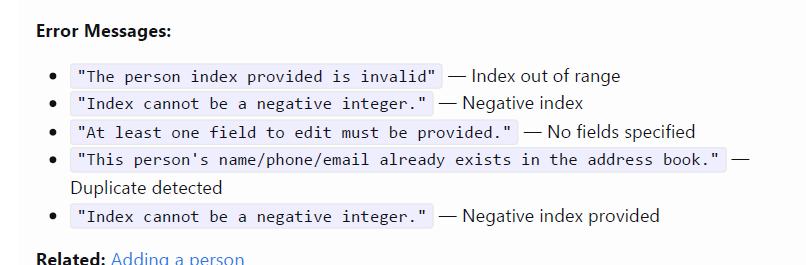 Error Messages:
• "The person index provided is invalid" — Index out of range
• "Index cannot be a negative integer." — Negative index
• "At least one field to edit must be provided." — No fields specified
• "This person's name/phone/email already exists in the address book." —
Duplicate detected
• "Index cannot be a negative integer." — Negative index provided
Related: Adding a person